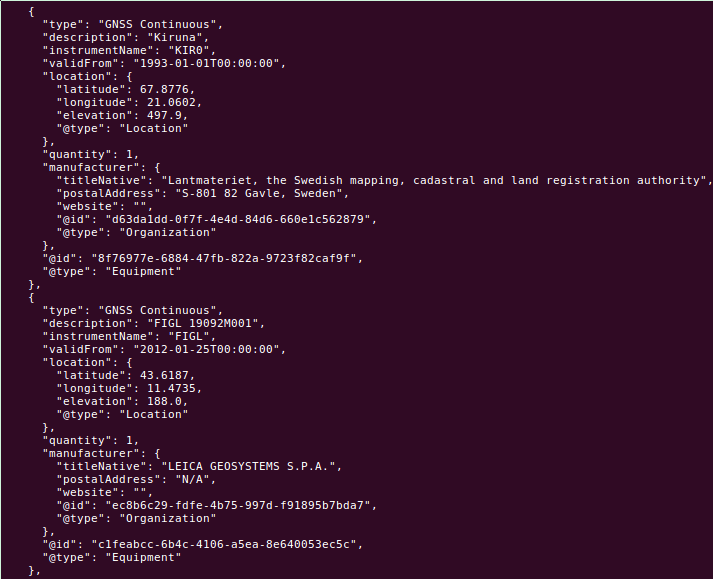 {
"type": "GNSS Continuous",
"description": "Kiruna",
"instrumentName": "KIR0",
"validFrom": "1993-01-01T00:00:00",
"location": {
"latitude": 67.8776,
"longitude": 21.0602,
"elevation": 497.9,
"@type": "Location"
},
"quantity": 1,
"manufacturer": {
"titleNative": "Lantmateriet, the Swedish mapping, cadastral and land registration authority",
"postalAddress": "S-801 82 Gavle, Sweden",
"website": "",
"@id": "d63da1dd-0f7f-4e4d-84d6-660e1c562879",
"@type": "Organization"
},
"@id": "8f76977e-6884-47fb-822a-9723f82caf9f",
"@type": "Equipment"
},
{
"type": "GNSS Continuous",
"description": "FIGL 19092M001",
"instrumentName": "FIGL",
"validFrom": "2012-01-25T00:00:00",
"location": {
"latitude": 43.6187,
"longitude": 11.4735,
"elevation": 188.0,
"@type": "Location"
},
"quantity": 1,
"manufacturer": {
"titleNative": "LEICA GEOSYSTEMS S.P.A.",
"postalAddress": "N/A",
"website": "",
"@id": "ec8b6c29-fdfe-4b75-997d-f91895b7bda7",
"@type": "Organization"
},
"@id": "c1feabcc-6b4c-4106-a5ea-8e640053ec5c",
"@type": "Equipment"
},